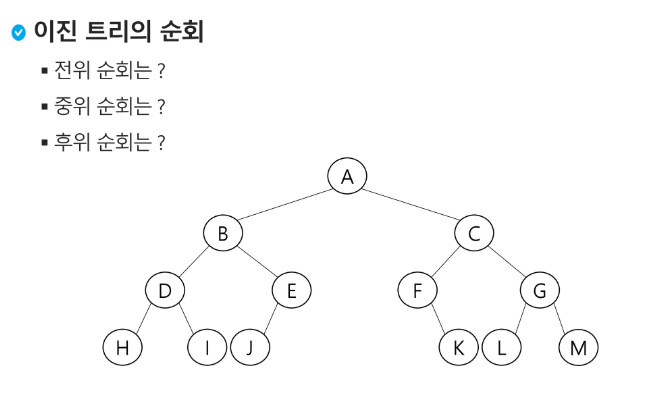 이진 트리의 순회
▪ 전위 순회는 ?
▪ 중위 순회는 ?
▪ 후위 순회는 ?
A
B C
D E F G
H I J K L M